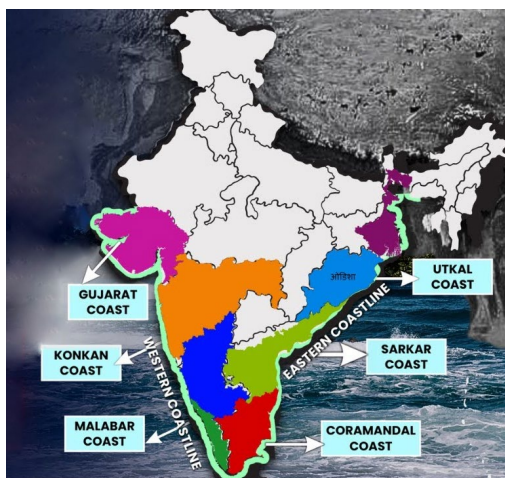 ओडिशा
UTKAL
COAST
GUJARAT
COAST
EASTERN COASTLINE
WESTERN COASTLINE
KONKAN
COAST
SARKAR
COAST
MALABAR
COAST
CORAMANDAL
COAST